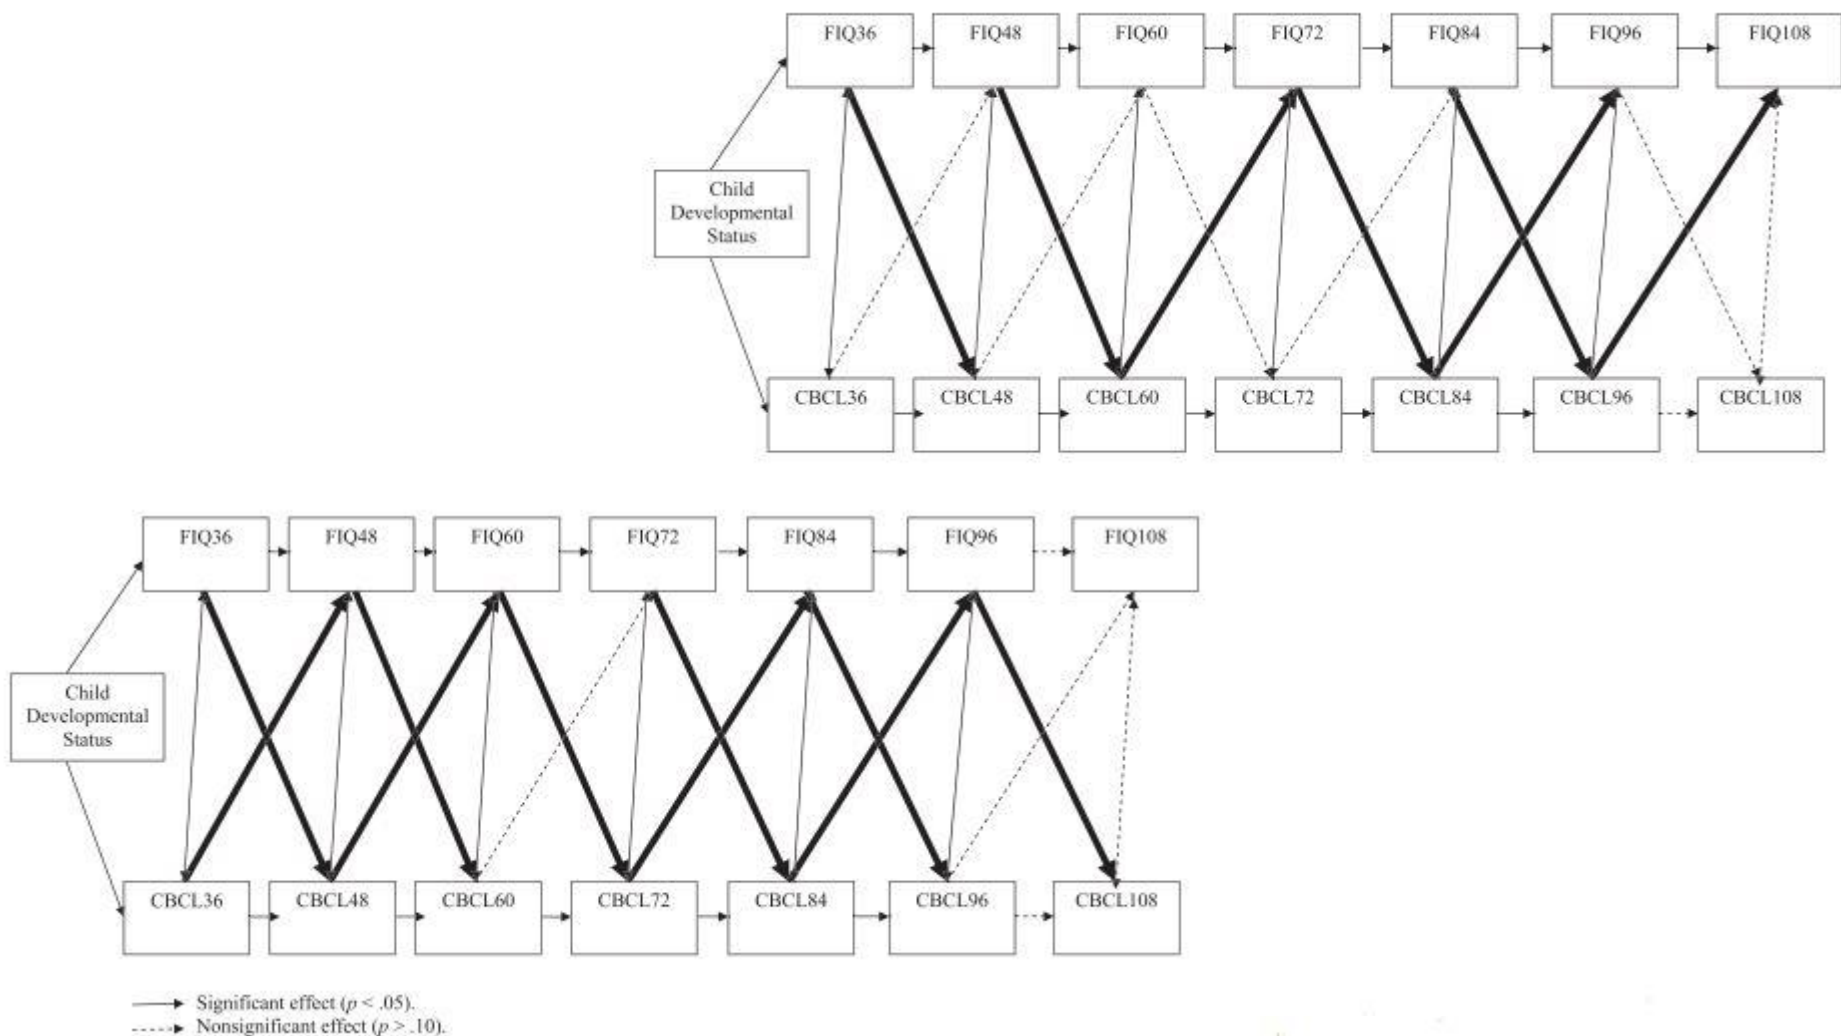 FIQ36 FIQ48 FIQ60 FIQ72 FIQ84 FIQ96 FIQ108
Child
Developmental
Status
CBCL36 CBCL48 CBCL60 CBCL72 CBCL84 CBCL96 CBCL108
FIQ36 FIQ48 FIQ60 FIQ72 FIQ84 FIQ96 FIQ108
Child
Developmental
Status
CBCL36 CBCL48 CBCL60 CBCL72 CBCL84 CBCL96 CBCL108
Significant effect (p < .05).
Nonsignificant effect (p > .10).